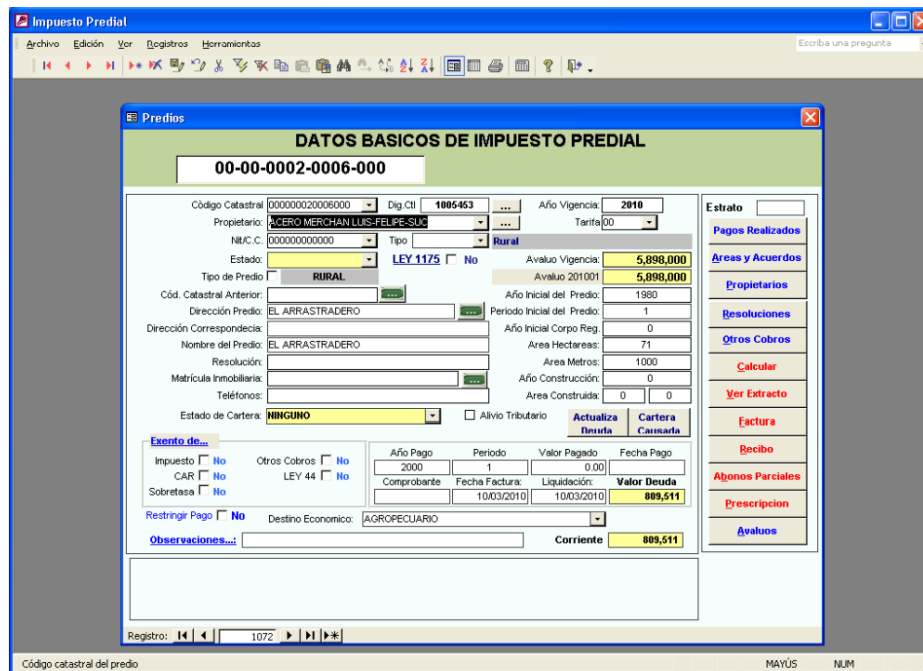 Impuesto Predial
Archivo Edición Ver Registros Herramientas Escriba una pregunta
Predios
DATOS BASICOS DE IMPUESTO PREDIAL
00-00-0002-0006-000
Código Catastral 000000020006000 Dig.Ctl 1005453 ... Año Vigencia: 2010
Propietario: ACERO MERCHAN LUIS-FELIPE-SUC ... Tarifa 00
Nit/C.C. 000000000000 Tipo Rural
Estado: LEY 1175 No Avaluo Vigencia: 5,898,000
Tipo de Predio RURAL Avaluo 201001 5,898,000
Cód. Catastral Anterior: ... Año Inicial del Predio: 1980
Dirección Predio: EL ARRASTRADERO ... Periodo Inicial del Predio: 1
Dirección Correspondecia: Año Inicial Corpo Reg. 0
Nombre del Predio: EL ARRASTRADERO Area Hectareas: 71
Resolución: Area Metros: 1000
Matrícula Inmobiliaria: ... Año Construcción: 0
Teléfonos: Area Construida: 0 0
Estado de Cartera: NINGUNO Alivio Tributario Actualiza Deuda Cartera Causada
Exento de...
Impuesto No Otros Cobros No
CAR No LEY 44 No
Sobretasa No
Año Pago Periodo Valor Pagado Fecha Pago
2000 1 0.00
Comprobante Fecha Factura: Liquidación: Valor Deuda
10/03/2010 10/03/2010 809,511
Restringir Pago No Destino Economico: AGROPECUARIO
Observaciones...: Corriente 809,511
Estrato
Pagos Realizados
Areas y Acuerdos
Propietarios
Resoluciones
Otros Cobros
Calcular
Ver Extracto
Factura
Recibo
Abonos Parciales
Prescripcion
Avaluos
Registro: 1072
Código catastral del predio MAYÚS NUM